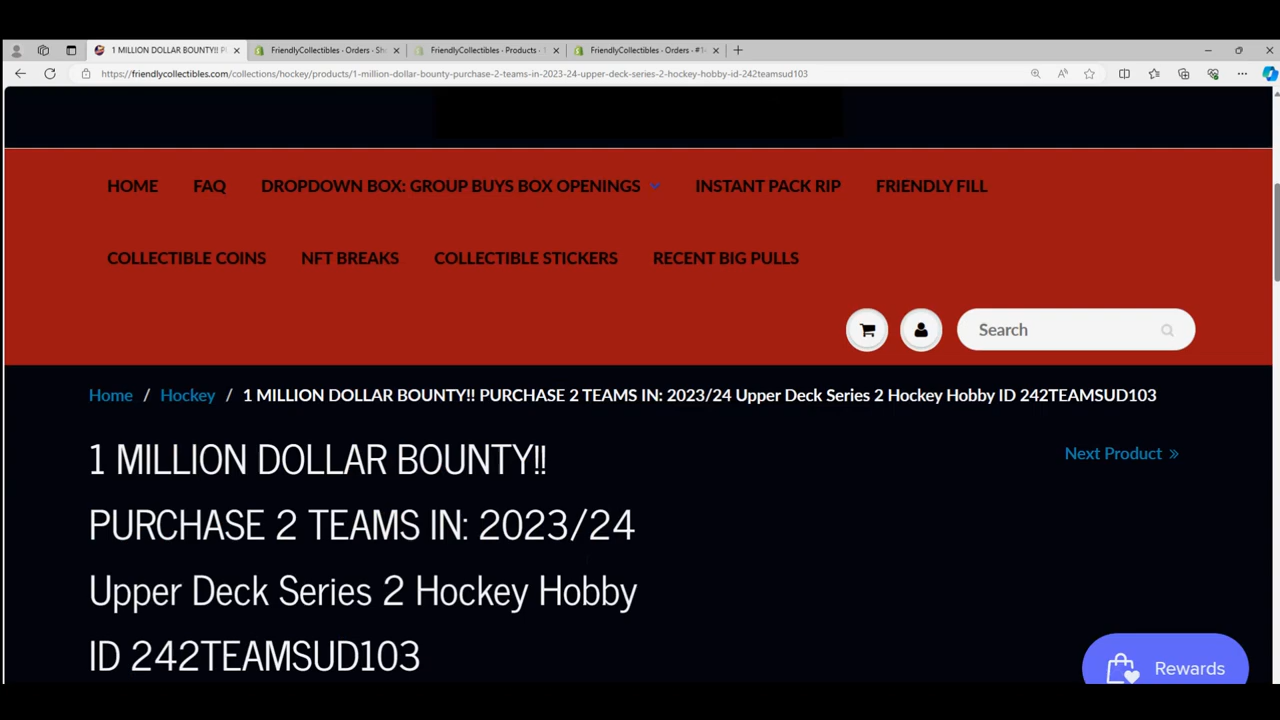 1 MILLION DOLLAR BOUNTY!! PU
FriendlyCollectibles - Orders - Sh
FriendlyCollectibles - Products - 1
FriendlyCollectibles - Orders - #1
https://friendlycollectibles.com/collections/hockey/products/1-million-dollar-bounty-purchase-2-teams-in-2023-24-upper-deck-series-2-hockey-hobby-id-242teamsud103
HOME FAQ DROPDOWN BOX: GROUP BUYS BOX OPENINGS INSTANT PACK RIP FRIENDLY FILL
COLLECTIBLE COINS NFT BREAKS COLLECTIBLE STICKERS RECENT BIG PULLS
Search
Home / Hockey / 1 MILLION DOLLAR BOUNTY!! PURCHASE 2 TEAMS IN: 2023/24 Upper Deck Series 2 Hockey Hobby ID 242TEAMSUD103
Next Product »
1 MILLION DOLLAR BOUNTY!!
PURCHASE 2 TEAMS IN: 2023/24
Upper Deck Series 2 Hockey Hobby
ID 242TEAMSUD103
Rewards